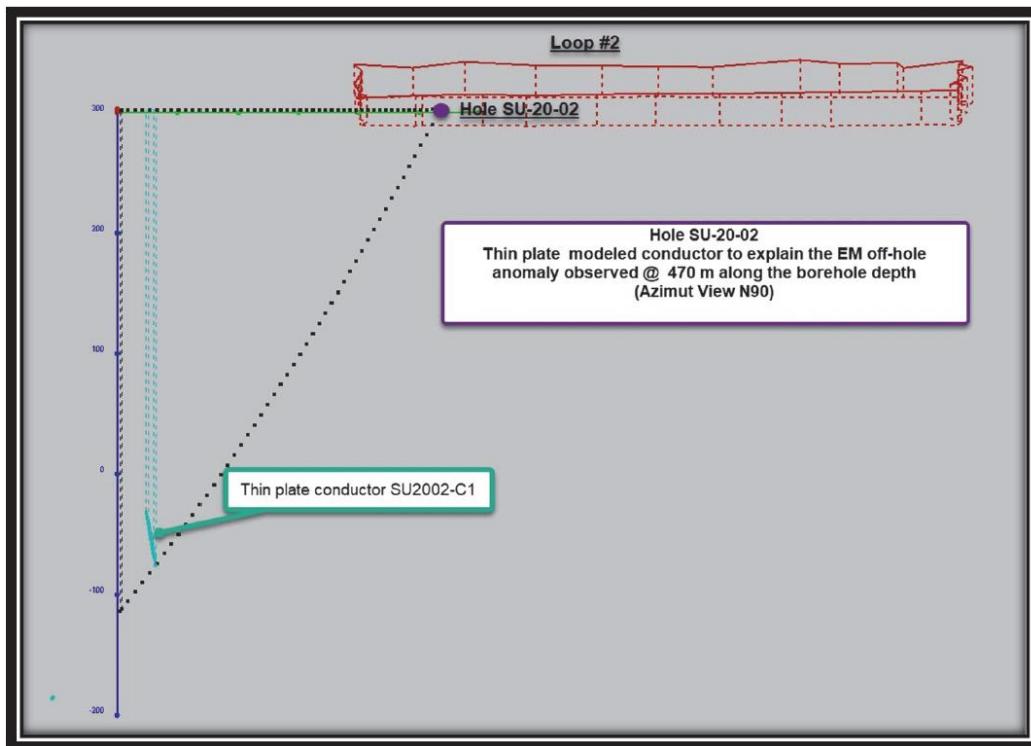 Loop #2
300
Hole SU-20-02
200
Hole SU-20-02
Thin plate modeled conductor to explain the EM off-hole
anomaly observed @ 470 m along the borehole depth
(Azimut View N90)
100
0
Thin plate conductor SU2002-C1
-100
-200